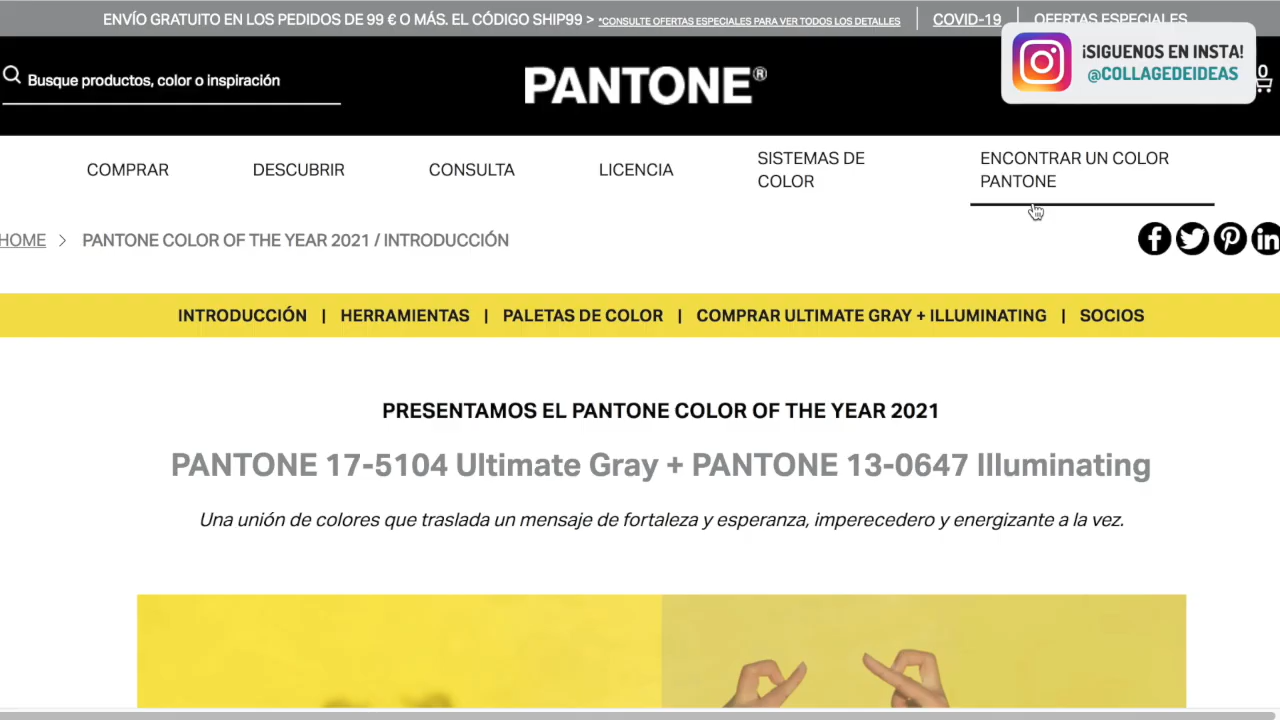 ENVÍO GRATUITO EN LOS PEDIDOS DE 99 € O MÁS. EL CÓDIGO SHIP99 > *CONSULTE OFERTAS ESPECIALES PARA VER TODOS LOS DETALLES
COVID-19
OFERTAS ESPECIALES
¡SIGUENOS EN INSTA!
@COLLAGEDEIDEAS
Busque productos, color o inspiración
PANTONE®
0
COMPRAR
DESCUBRIR
CONSULTA
LICENCIA
SISTEMAS DE
COLOR
ENCONTRAR UN COLOR
PANTONE
HOME > PANTONE COLOR OF THE YEAR 2021 / INTRODUCCIÓN
INTRODUCCIÓN | HERRAMIENTAS | PALETAS DE COLOR | COMPRAR ULTIMATE GRAY + ILLUMINATING | SOCIOS
PRESENTAMOS EL PANTONE COLOR OF THE YEAR 2021
PANTONE 17-5104 Ultimate Gray + PANTONE 13-0647 Illuminating
Una unión de colores que traslada un mensaje de fortaleza y esperanza, imperecedero y energizante a la vez.